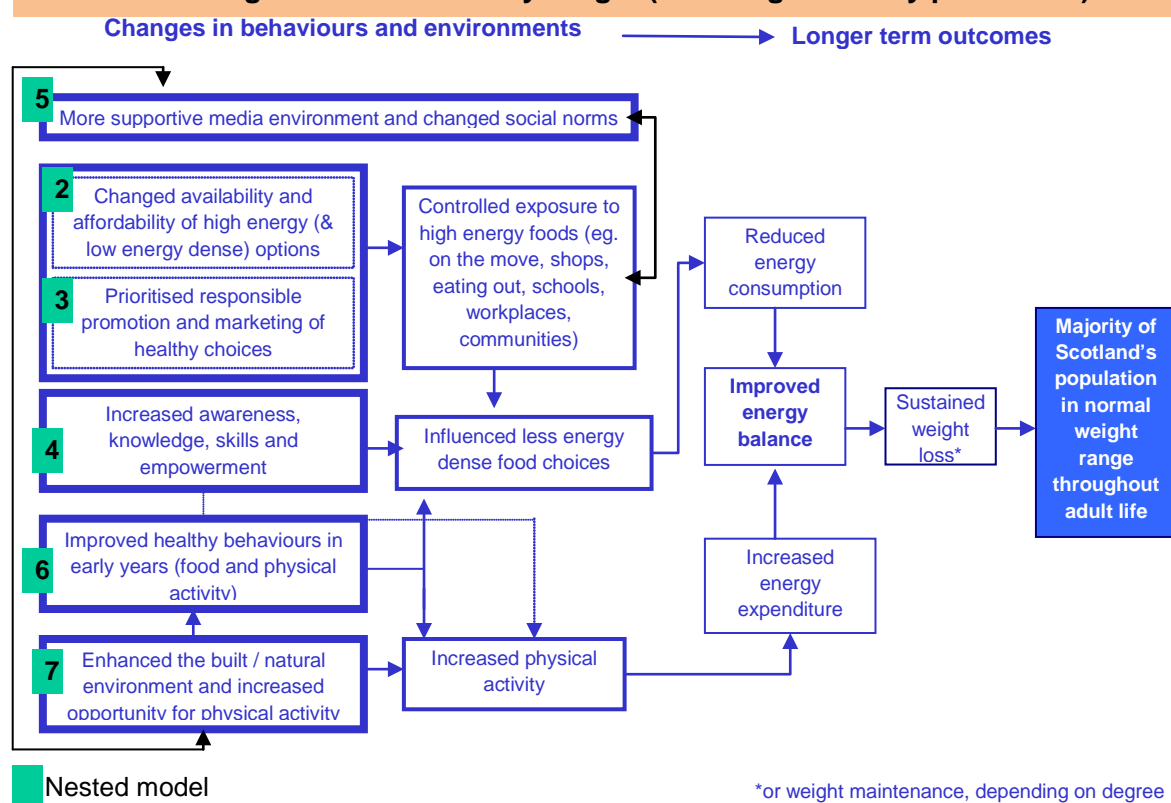 Changes in behaviours and environments
Longer term outcomes
5
More supportive media environment and changed social norms
2
Changed availability and
affordability of high energy (&
low energy dense) options
3
Prioritised responsible
promotion and marketing of
healthy choices
Controlled exposure to
high energy foods (eg.
on the move, shops,
eating out, schools,
workplaces,
communities)
Reduced
energy
consumption
4
Increased awareness,
knowledge, skills and
empowerment
Influenced less energy
dense food choices
Improved
energy
balance
Sustained
weight
loss*
Majority of
Scotland's
population
in normal
weight
range
throughout
adult life
6
Improved healthy behaviours in
early years (food and physical
activity)
Increased
energy
expenditure
7
Enhanced the built / natural
environment and increased
opportunity for physical activity
Increased physical
activity
Nested model
*or weight maintenance, depending on degree